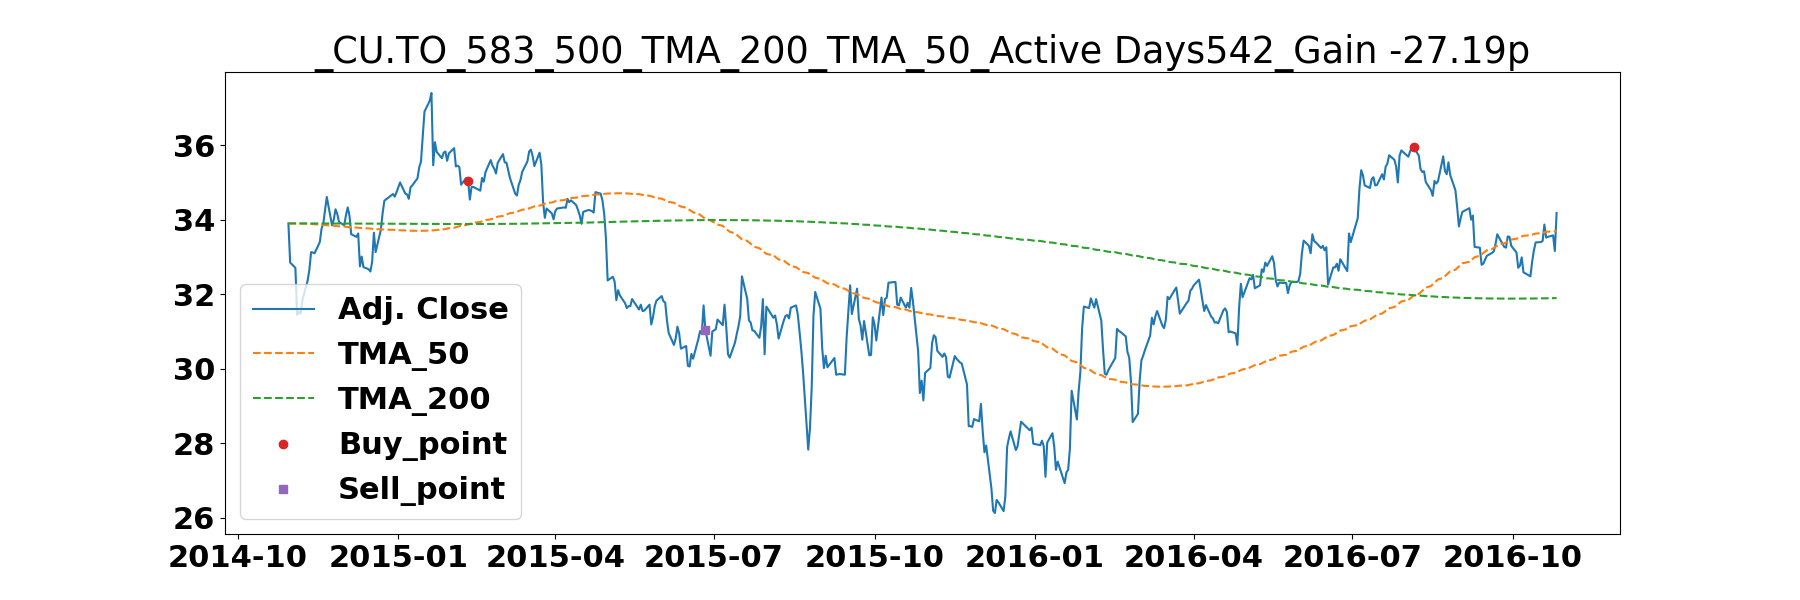 _CU.TO_583_500_TMA_200_TMA_50_Active Days542_Gain -27.19p
36
34
32
30
28
26
Adj. Close
TMA_50
TMA_200
Buy_point
Sell_point
2014-10 2015-01 2015-04 2015-07 2015-10 2016-01 2016-04 2016-07 2016-10